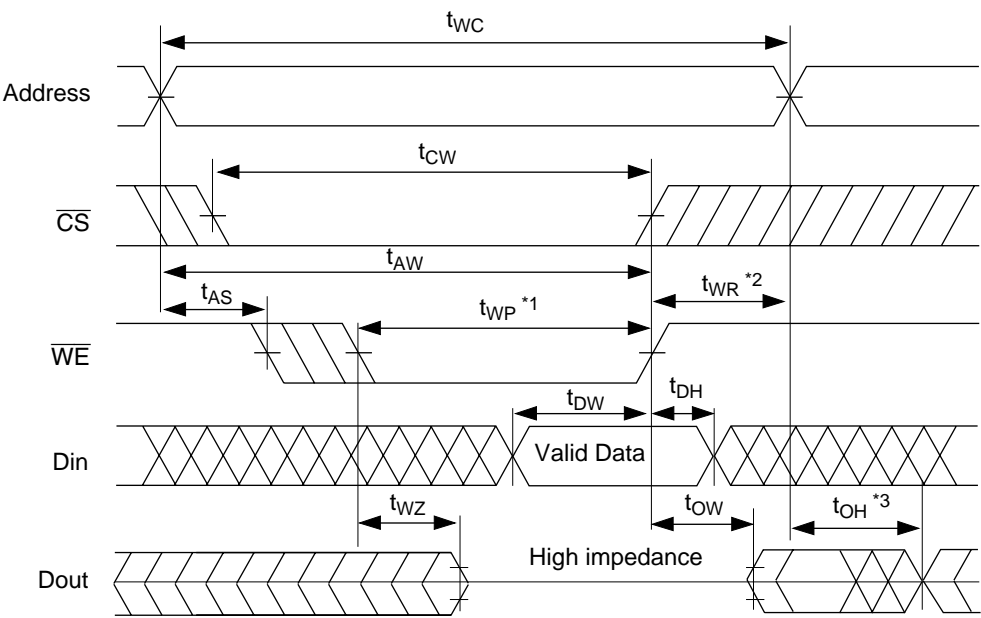 tWC
Address
tCW
CS
tAW
tAS
tWP *1
tWR *2
WE
tDW
tDH
Din
Valid Data
tWZ
tOW
tOH *3
High impedance
Dout